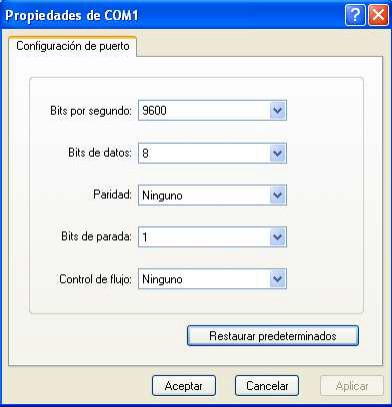 Propiedades de COM1
Configuración de puerto
Bits por segundo: 9600
Bits de datos: 8
Paridad: Ninguno
Bits de parada: 1
Control de flujo: Ninguno
Restaurar predeterminados
Aceptar Cancelar Aplicar